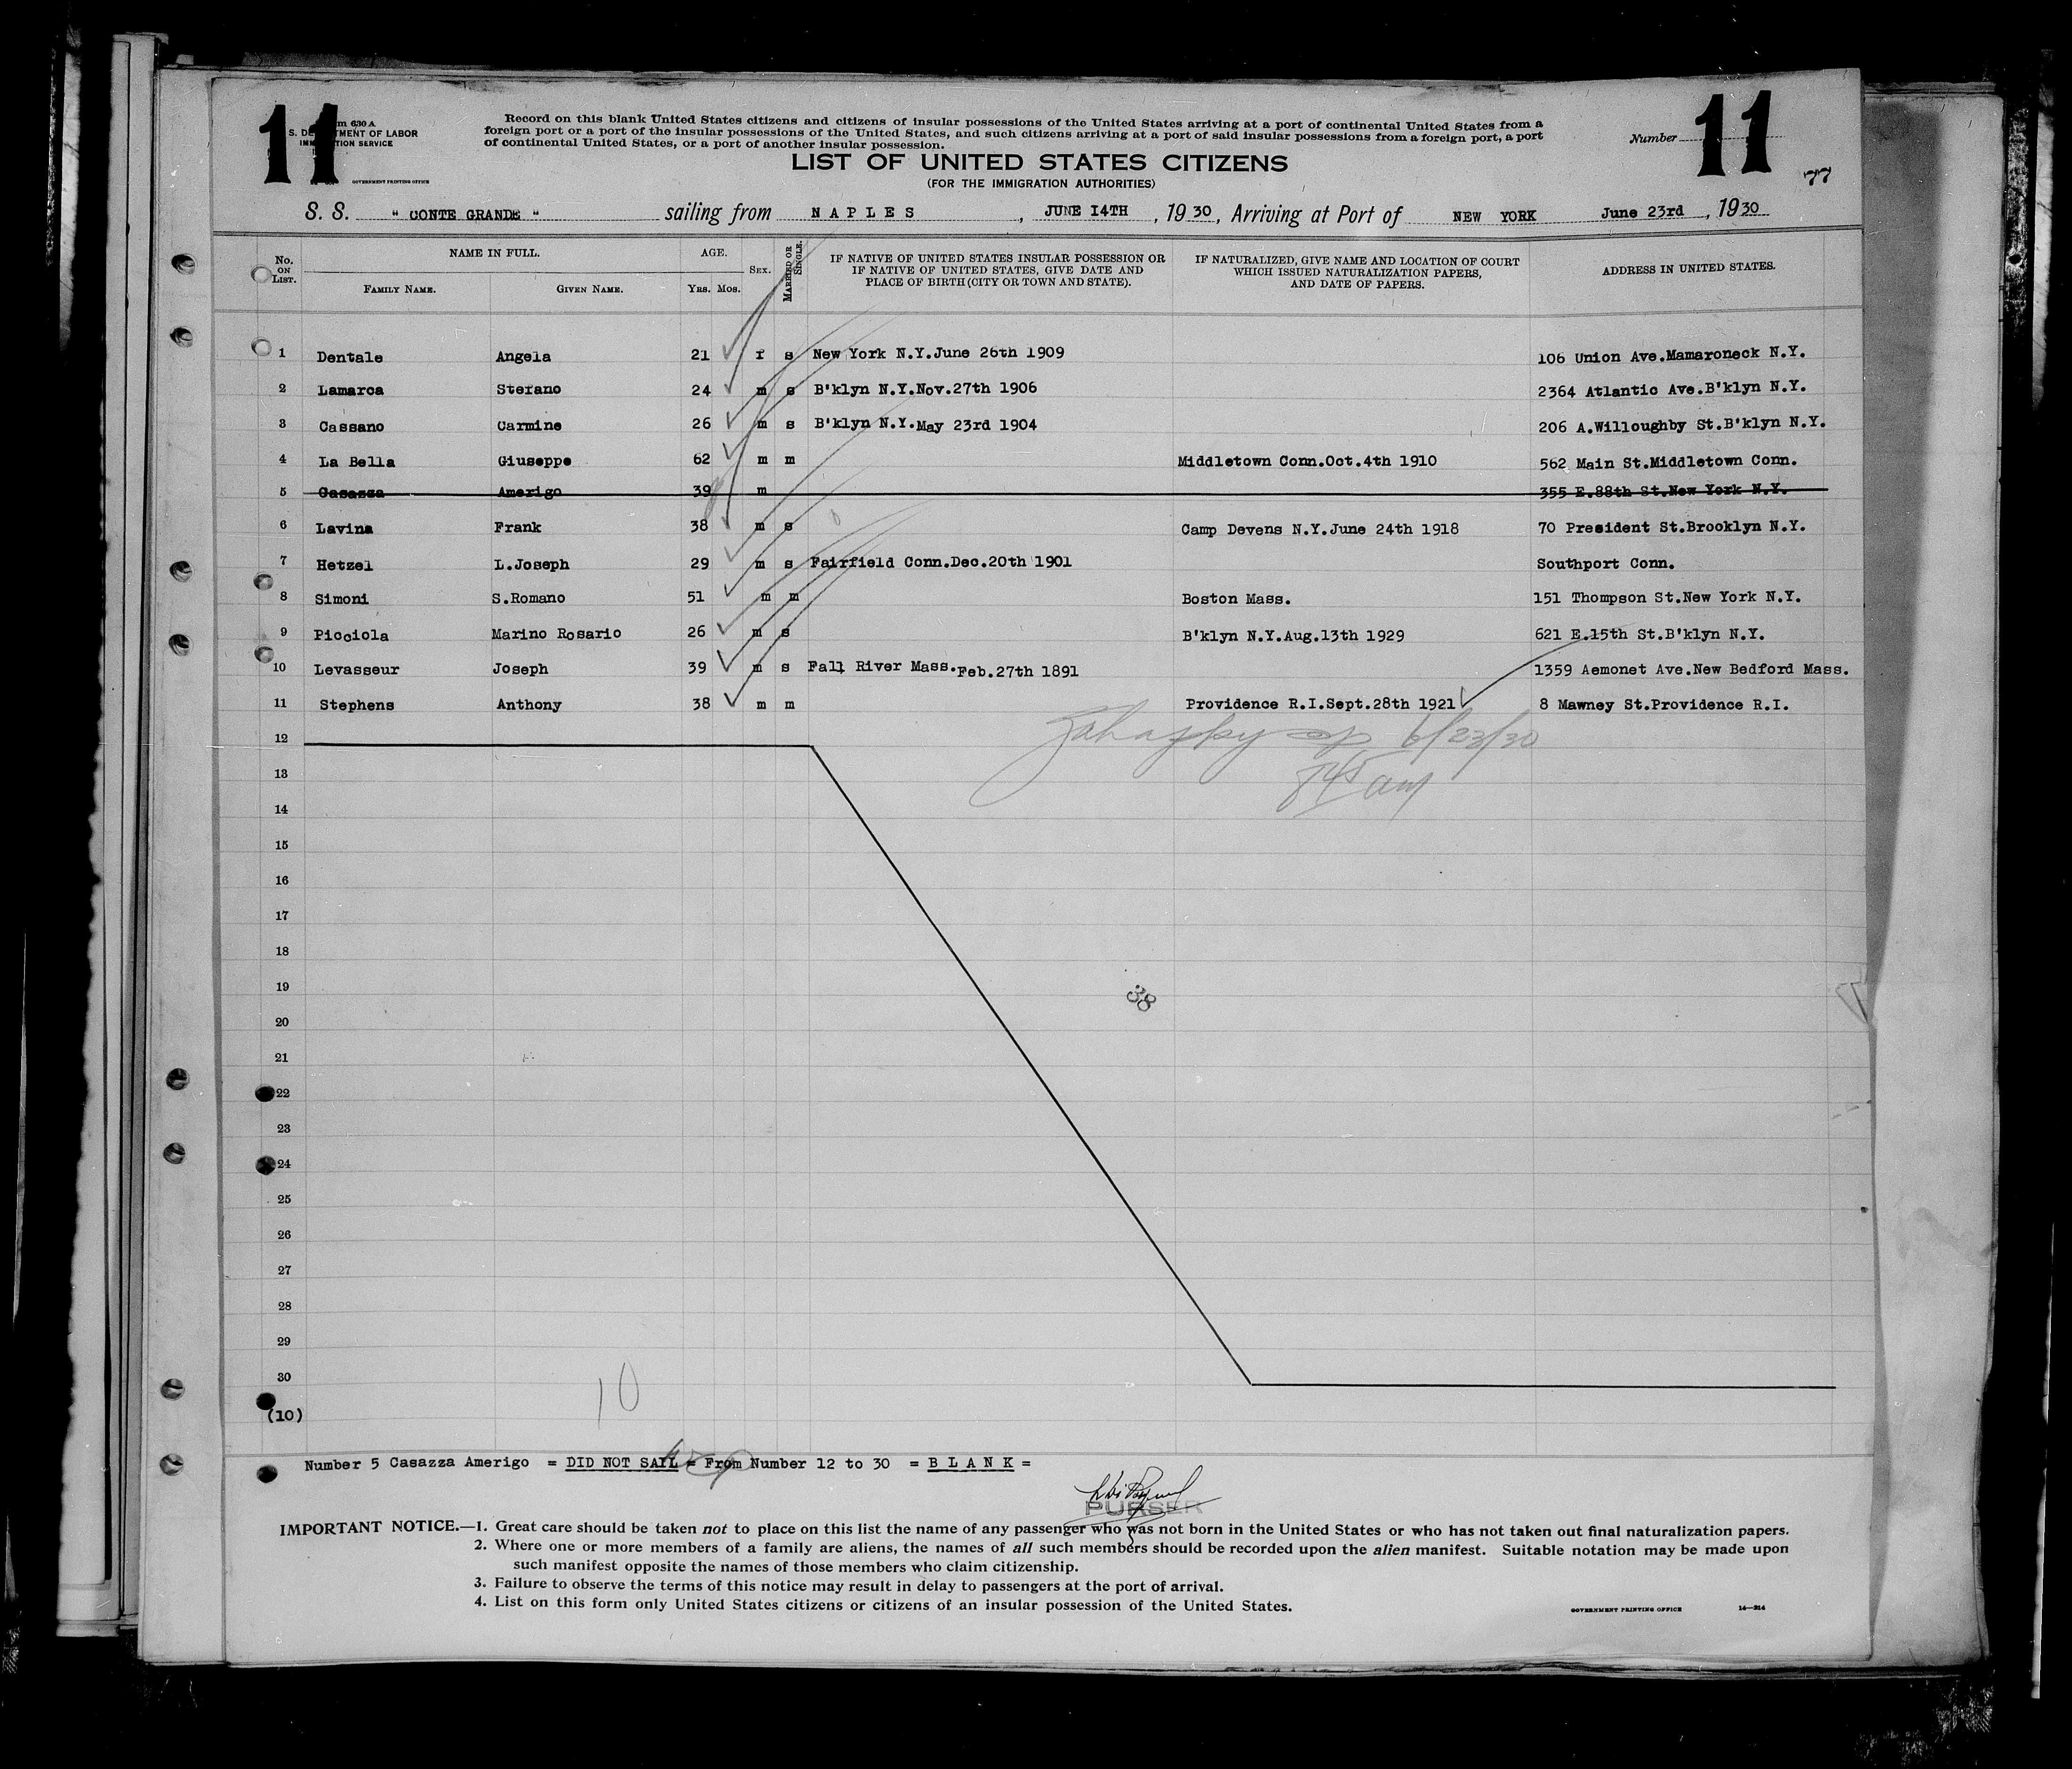 11
11
m 630 A
S. DE TMENT OF LABOR
IMM TION SERVICE
GOVERNMENT PRINTING OFFICE
Record on this blank United States citizens and citizens of insular possessions of the United States arriving at a port of continental United States from a
foreign port or a port of the insular possessions of the United States, and such citizens arriving at a port of said insular possessions from a foreign port, a port
of continental United States, or a port of another insular possession.
Number
77
LIST OF UNITED STATES CITIZENS
(FOR THE IMMIGRATION AUTHORITIES)
S. S. " CONTE GRANDE " sailing from NAPLES, JUNE 14TH, 1930, Arriving at Port of NEW YORK June 23rd, 1930
No. ON LIST. NAME IN FULL. FAMILY NAME. GIVEN NAME. AGE. YRS. MOS. SEX. MARRIED OR SINGLE. IF NATIVE OF UNITED STATES INSULAR POSSESSION OR IF NATIVE OF UNITED STATES, GIVE DATE AND PLACE OF BIRTH (CITY OR TOWN AND STATE). IF NATURALIZED, GIVE NAME AND LOCATION OF COURT WHICH ISSUED NATURALIZATION PAPERS, AND DATE OF PAPERS. ADDRESS IN UNITED STATES.
1 Dentale Angela 21 f s New York N.Y.June 26th 1909 106 Union Ave.Mamaroneck N.Y.
2 Lamarca Stefano 24 m s B'klyn N.Y.Nov.27th 1906 2364 Atlantic Ave.B'klyn N.Y.
3 Cassano Carmine 26 m s B'klyn N.Y.May 23rd 1904 206 A.Willoughby St.B'klyn N.Y.
4 La Bella Giuseppe 62 m m Middletown Conn.Oct.4th 1910 562 Main St.Middletown Conn.
5 Casazza Amerigo 39 m 355 E.88th St.New York N.Y.
6 Lavina Frank 38 m s Camp Devens N.Y.June 24th 1918 70 President St.Brooklyn N.Y.
7 Hetzel L.Joseph 29 m s Fairfield Conn.Dec.20th 1901 Southport Conn.
8 Simoni S.Romano 51 m m Boston Mass. 151 Thompson St.New York N.Y.
9 Picciola Marino Rosario 26 m s B'klyn N.Y.Aug.13th 1929 621 E.15th St.B'klyn N.Y.
10 Levasseur Joseph 39 m s Fall River Mass.Feb.27th 1891 1359 Aemonet Ave.New Bedford Mass.
11 Stephens Anthony 38 m m Providence R.I.Sept.28th 1921 8 Mawney St.Providence R.I.
12 6/23/30
13 845 am
14
15
16
17
18
19 38
20
21
22
23
24
25
26
27
28
29
30
10
(10)
Number 5 Casazza Amerigo = DID NOT SAIL = From Number 12 to 30 = B L A N K =
PURSER
IMPORTANT NOTICE.—1. Great care should be taken not to place on this list the name of any passenger who was not born in the United States or who has not taken out final naturalization papers.
2. Where one or more members of a family are aliens, the names of all such members should be recorded upon the alien manifest. Suitable notation may be made upon
such manifest opposite the names of those members who claim citizenship.
3. Failure to observe the terms of this notice may result in delay to passengers at the port of arrival.
4. List on this form only United States citizens or citizens of an insular possession of the United States.
GOVERNMENT PRINTING OFFICE 14—214